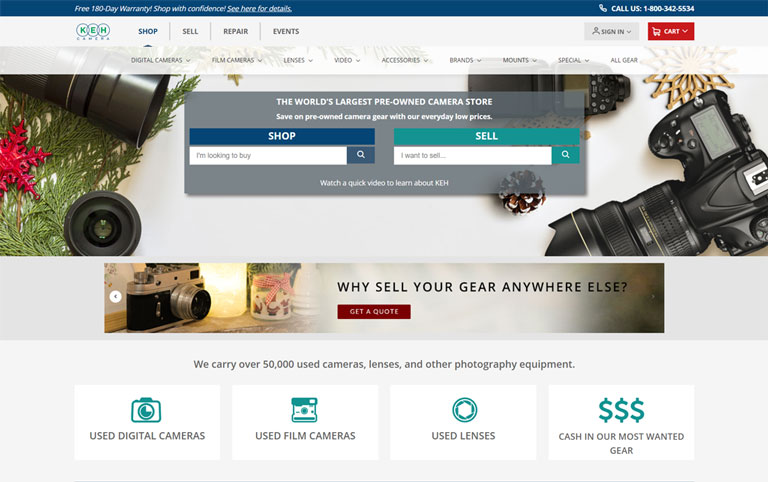 Free 180-Day Warranty! Shop with confidence! See here for details.
CALL US: 1-800-342-5534
KEH
CAMERA
SHOP
SELL
REPAIR
EVENTS
SIGN IN
CART
DIGITAL CAMERAS
FILM CAMERAS
LENSES
VIDEO
ACCESSORIES
BRANDS
MOUNTS
SPECIAL
ALL GEAR
THE WORLD'S LARGEST PRE-OWNED CAMERA STORE
Save on pre-owned camera gear with our everyday low prices.
SHOP
SELL
I'm looking to buy
I want to sell...
Watch a quick video to learn about KEH
WHY SELL YOUR GEAR ANYWHERE ELSE?
GET A QUOTE
We carry over 50,000 used cameras, lenses, and other photography equipment.
USED DIGITAL CAMERAS
USED FILM CAMERAS
USED LENSES
$$$
CASH IN OUR MOST WANTED
GEAR